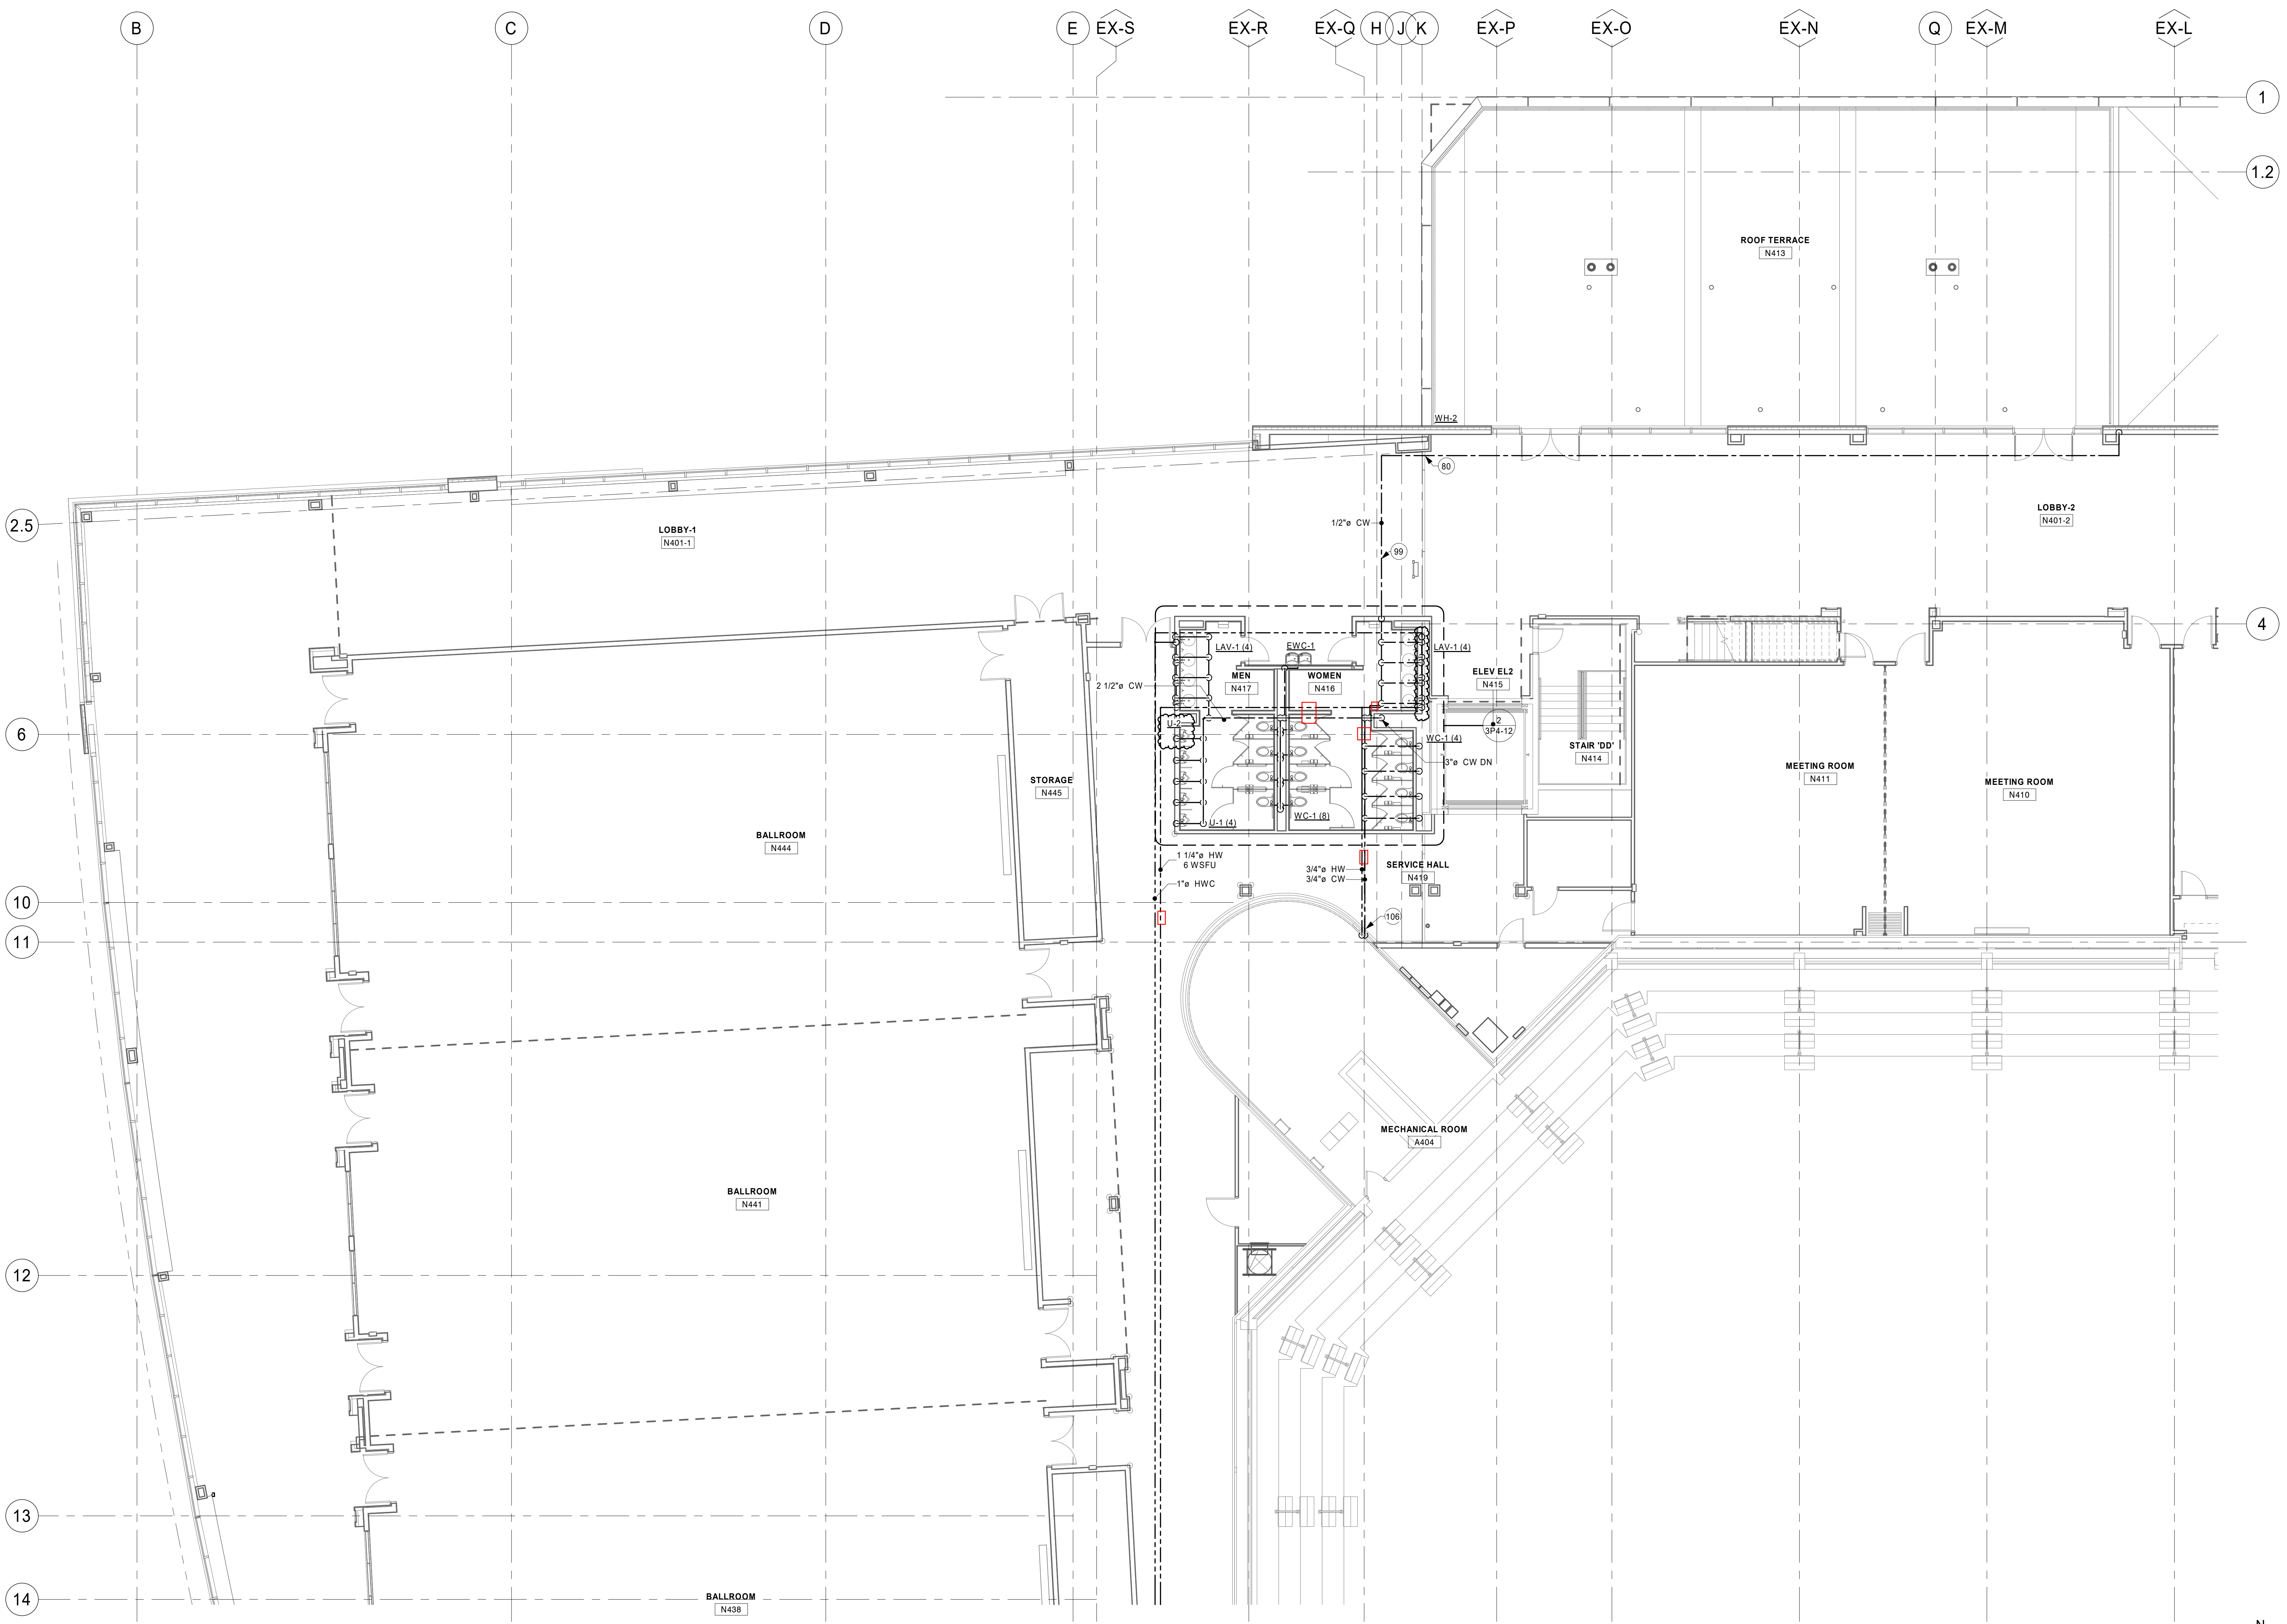 B
C
D
E
EX-S
EX-R
EX-Q
H
J
K
EX-P
EX-O
EX-N
Q
EX-M
EX-L
1
1.2
ROOF TERRACE
N413
WH-2
80
2.5
LOBBY-1
N401-1
1/2"ø CW
99
LOBBY-2
N401-2
4
LAV-1 (4)
EWC-1
LAV-1 (4)
MEN
N417
WOMEN
N416
ELEV EL2
N415
2 1/2"ø CW
U-2
2
3P4-12
6
WC-1 (4)
STAIR 'DD'
N414
3"ø CW DN
MEETING ROOM
N411
MEETING ROOM
N410
STORAGE
N445
BALLROOM
N444
U-1 (4)
WC-1 (8)
1 1/4"ø HW
6 WSFU
1"ø HWC
3/4"ø HW
3/4"ø CW
SERVICE HALL
N419
10
106
11
MECHANICAL ROOM
A404
BALLROOM
N441
12
13
14
BALLROOM
N438
N